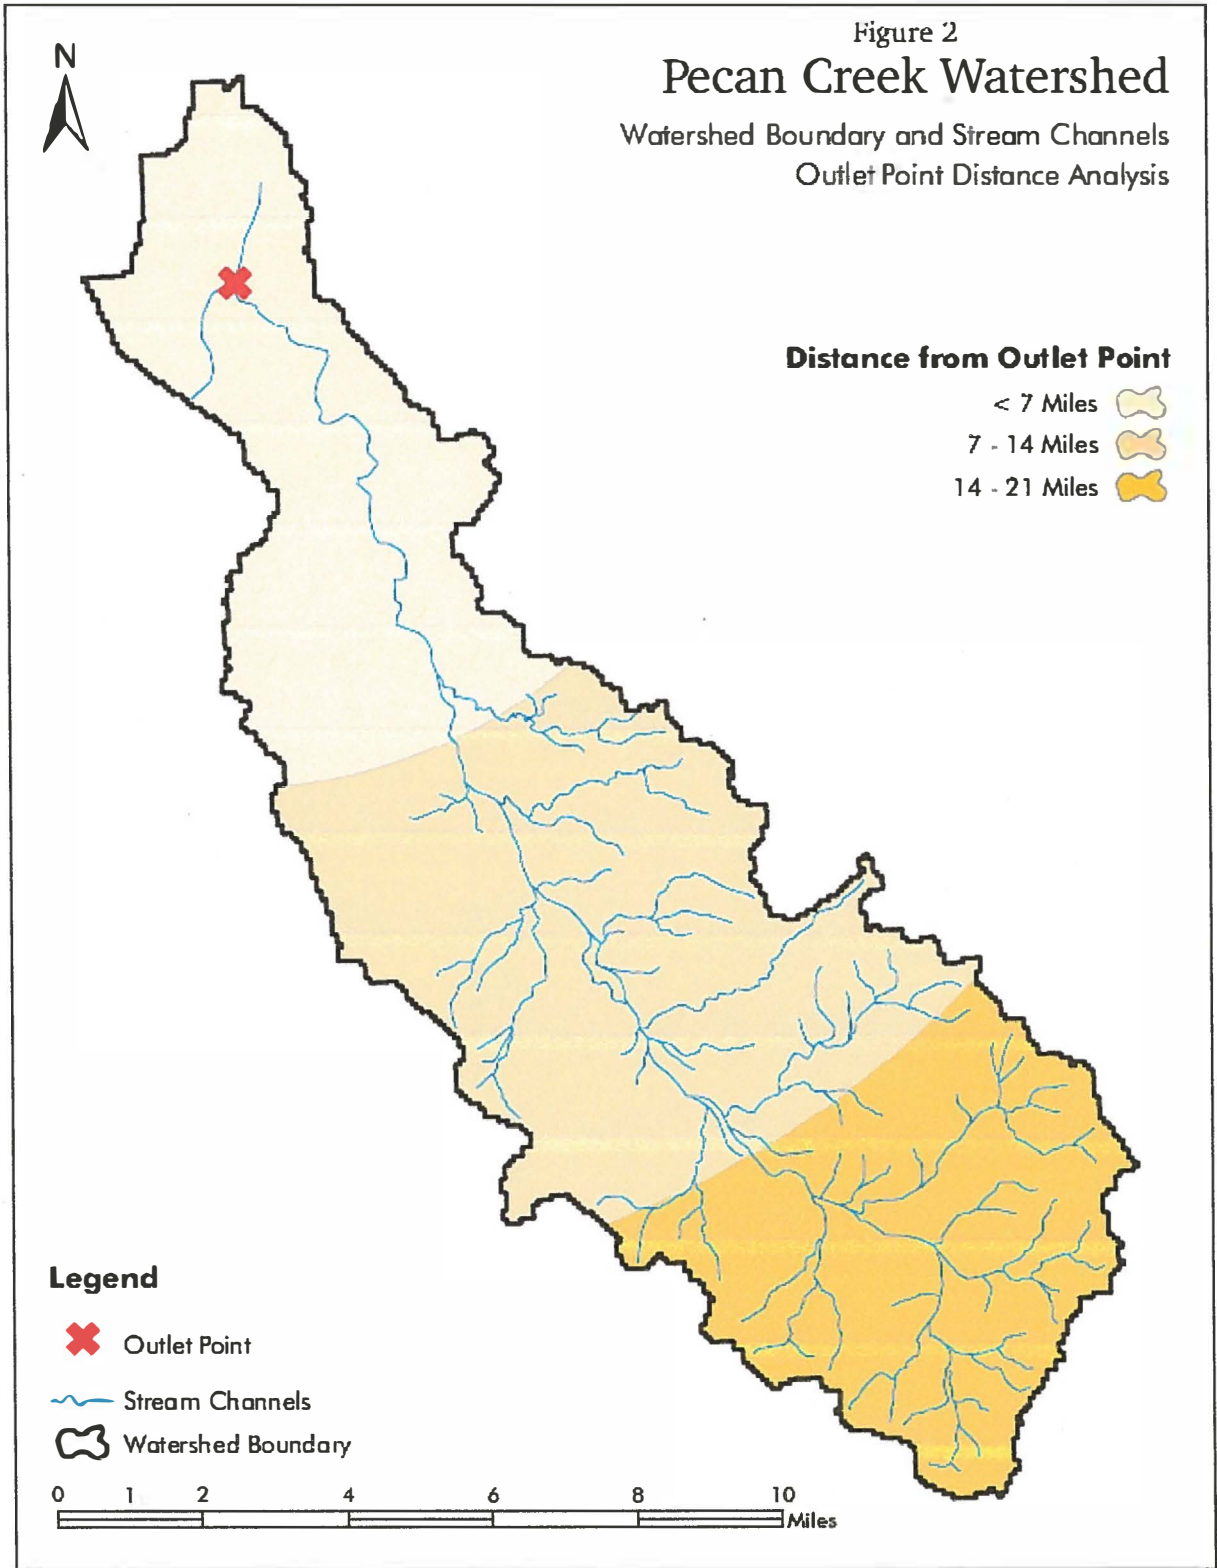 Figure 2
Pecan Creek Watershed
Watershed Boundary and Stream Channels
Outlet Point Distance Analysis
N
Distance from Outlet Point
< 7 Miles
7 - 14 Miles
14 - 21 Miles
Legend
Outlet Point
Stream Channels
Watershed Boundary
0 1 2 4 6 8 10
Miles